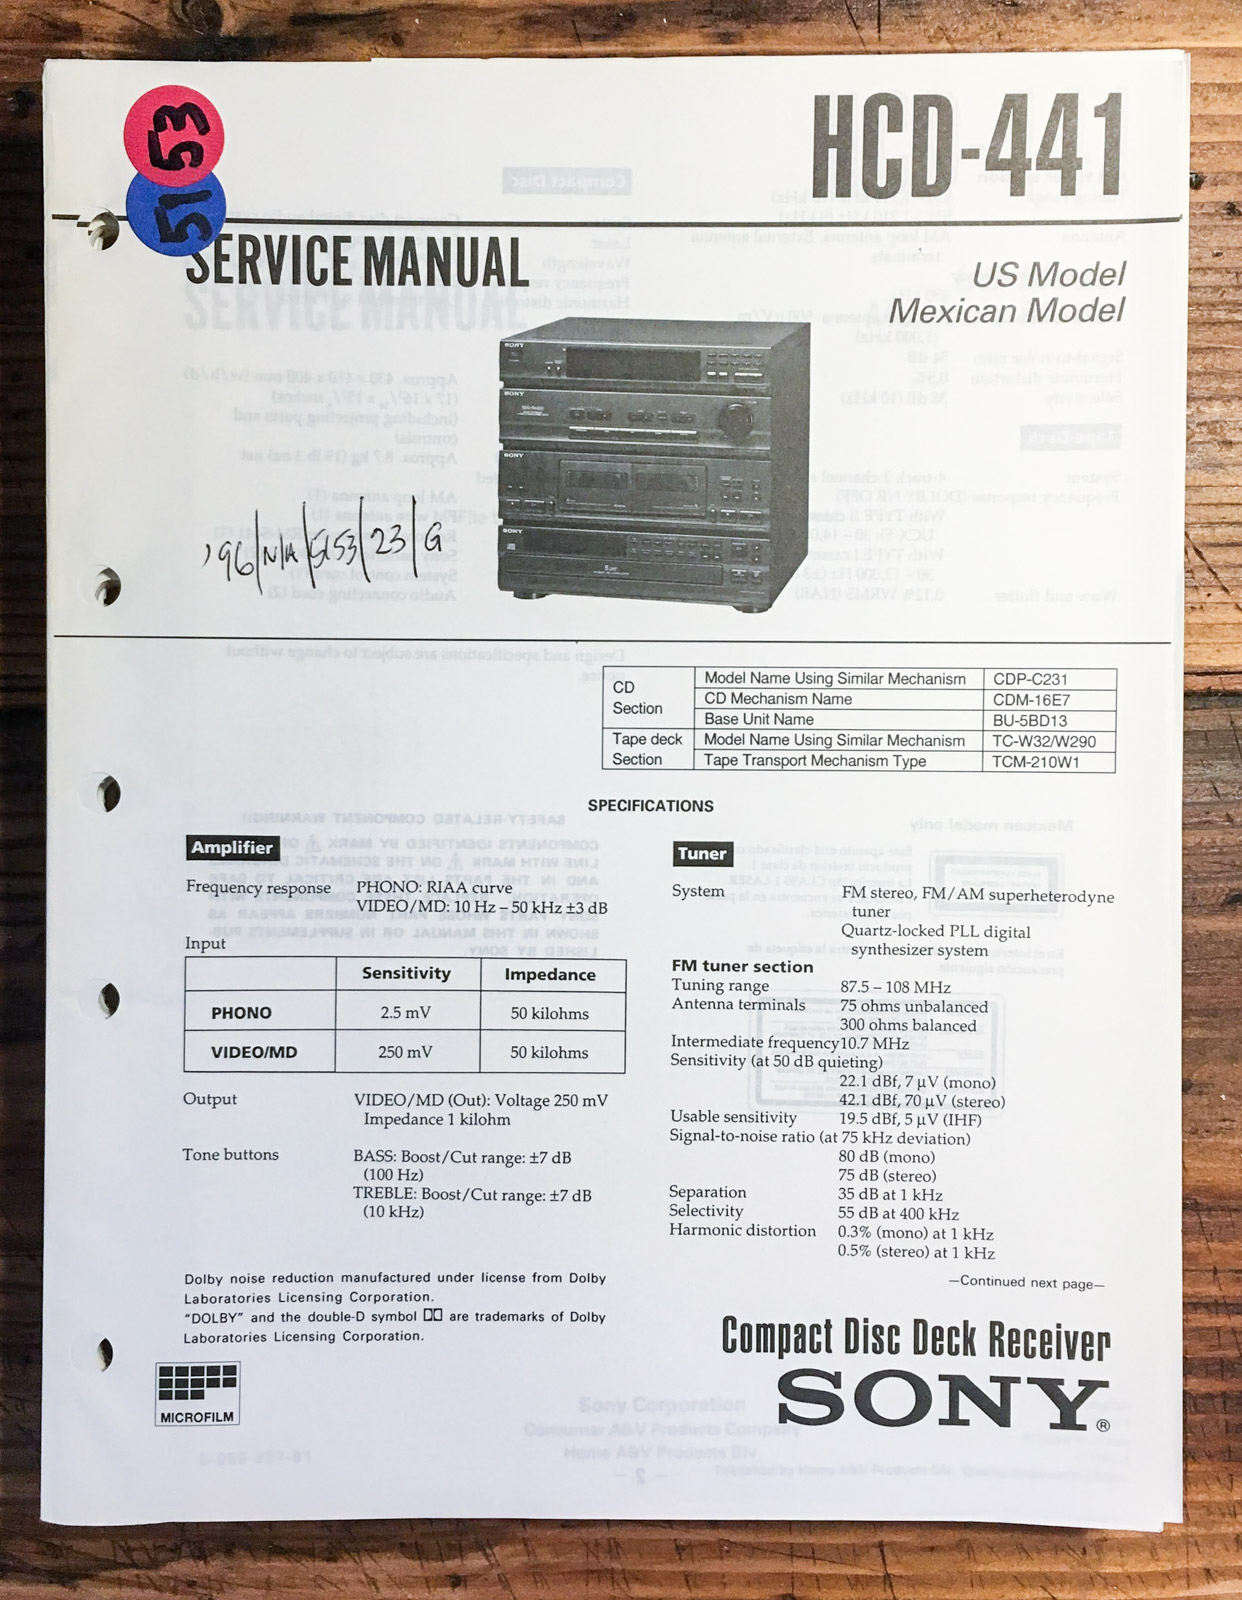 HCD-441
53
51
SERVICE MANUAL
US Model
Mexican Model
SONY
SONY
SONY
SONY
'96/N/A/5153/23/G
CD Section
Model Name Using Similar Mechanism CDP-C231
CD Mechanism Name CDM-16E7
Base Unit Name BU-5BD13
Tape deck Section
Model Name Using Similar Mechanism TC-W32/W290
Tape Transport Mechanism Type TCM-210W1
SPECIFICATIONS
Amplifier
Frequency response PHONO: RIAA curve
VIDEO/MD: 10 Hz – 50 kHz ±3 dB
Input
Sensitivity Impedance
PHONO 2.5 mV 50 kilohms
VIDEO/MD 250 mV 50 kilohms
Output VIDEO/MD (Out): Voltage 250 mV
Impedance 1 kilohm
Tone buttons BASS: Boost/Cut range: ±7 dB
(100 Hz)
TREBLE: Boost/Cut range: ±7 dB
(10 kHz)
Dolby noise reduction manufactured under license from Dolby
Laboratories Licensing Corporation.
"DOLBY" and the double-D symbol are trademarks of Dolby
Laboratories Licensing Corporation.
MICROFILM
Tuner
System FM stereo, FM/AM superheterodyne
tuner
Quartz-locked PLL digital
synthesizer system
FM tuner section
Tuning range 87.5 – 108 MHz
Antenna terminals 75 ohms unbalanced
300 ohms balanced
Intermediate frequency 10.7 MHz
Sensitivity (at 50 dB quieting)
22.1 dBf, 7 µV (mono)
42.1 dBf, 70 µV (stereo)
Usable sensitivity 19.5 dBf, 5 µV (IHF)
Signal-to-noise ratio (at 75 kHz deviation)
80 dB (mono)
75 dB (stereo)
Separation 35 dB at 1 kHz
Selectivity 55 dB at 400 kHz
Harmonic distortion 0.3% (mono) at 1 kHz
0.5% (stereo) at 1 kHz
—Continued next page—
Compact Disc Deck Receiver
SONY®